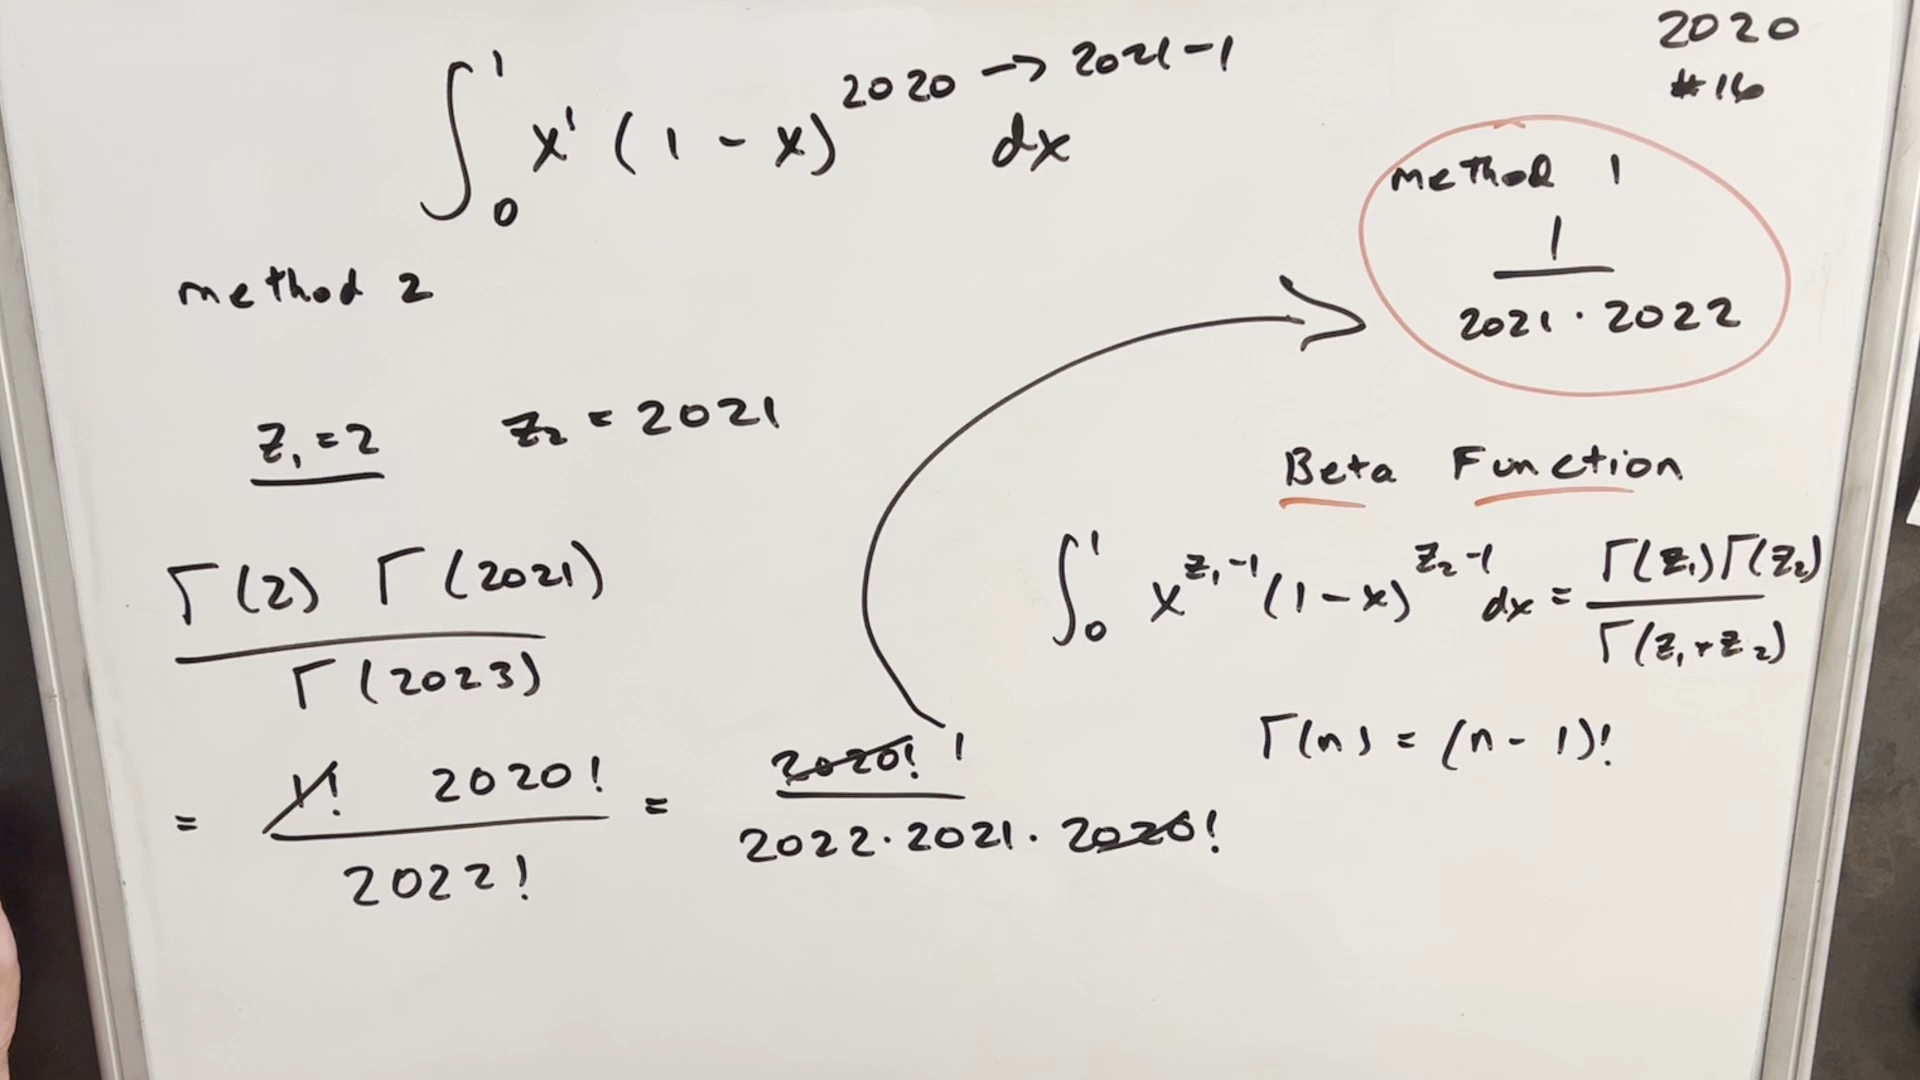 2020
#16
∫₀¹ x¹ (1 - x)^2020 → 2021-1 dx
method 1
1
2021 · 2022
method 2
z₁ = 2   z₂ = 2021
Beta Function
∫₀¹ x^(z₁-1) (1-x)^(z₂-1) dx = Γ(z₁)Γ(z₂) / Γ(z₁+z₂)
Γ(2) Γ(2021)
Γ(2023)
Γ(n) = (n - 1)!
= 1! 2020! / 2022! = 2020! 1 / 2022·2021·2020!